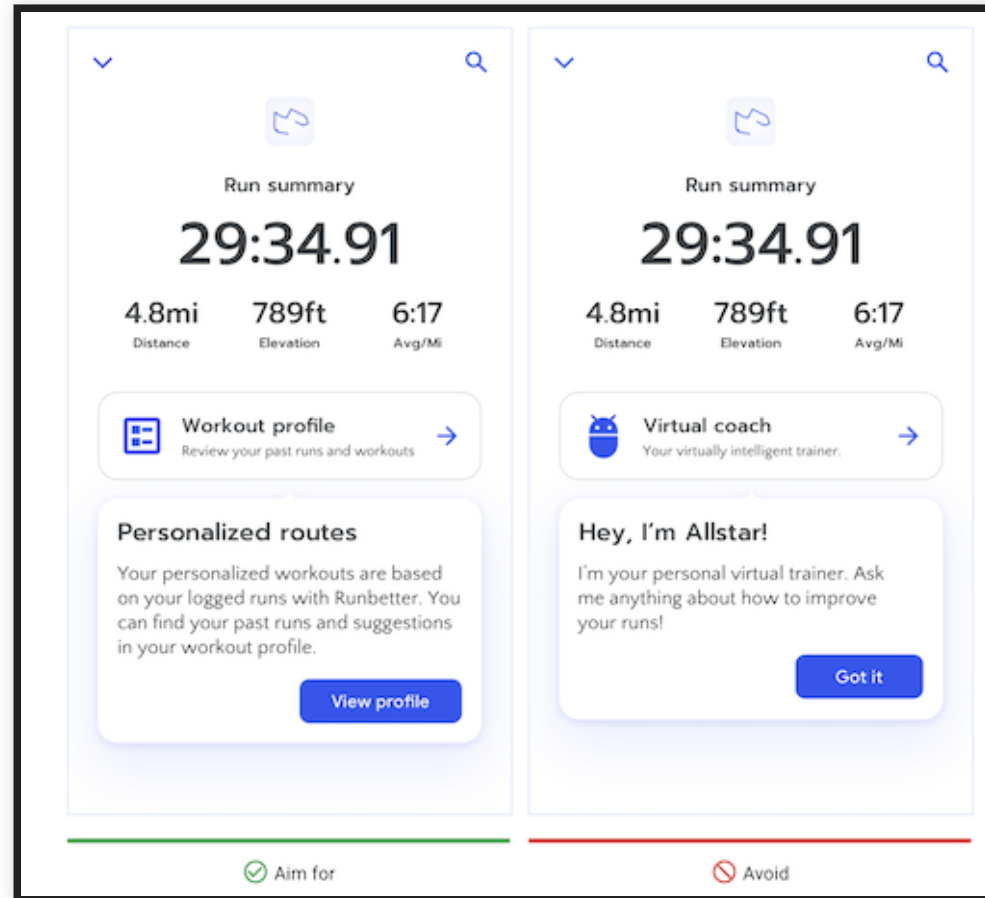 Run summary
29:34.91
4.8mi 789ft 6:17
Distance Elevation Avg/Mi
Workout profile
Review your past runs and workouts
Personalized routes
Your personalized workouts are based
on your logged runs with Runbetter. You
can find your past runs and suggestions
in your workout profile.
View profile
Aim for
Run summary
29:34.91
4.8mi 789ft 6:17
Distance Elevation Avg/Mi
Virtual coach
Your virtually intelligent trainer.
Hey, I'm Allstar!
I'm your personal virtual trainer. Ask
me anything about how to improve
your runs!
Got it
Avoid